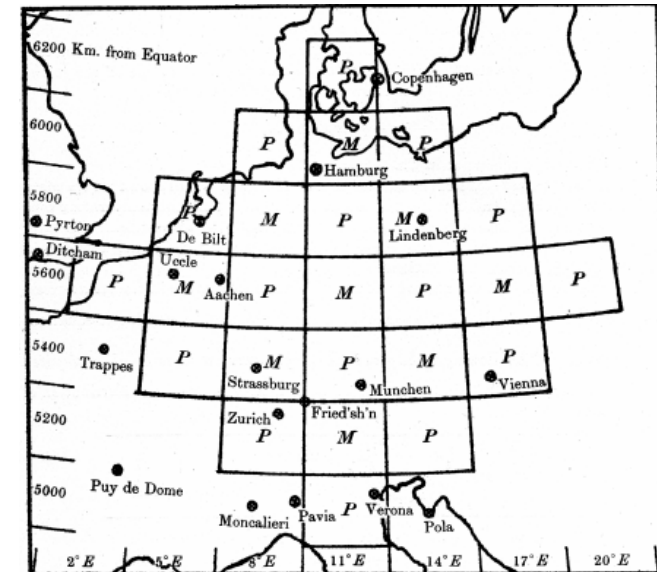 6200 Km. from Equator
P
Copenhagen
6000
P M P
Hamburg
5800
P M P M P
Pyrton
De Bilt
Lindenberg
Ditcham
Uccle
5600
P M P M P M P
Aachen
5400
P M P M P
Trappes
Strassburg
Munchen
Vienna
Zurich
Fried'sh'n
5200
P M P
Puy de Dome
5000
Moncalieri
Pavia
P
Verona
Pola
2° E 5° E 8° E 11° E 14° E 17° E 20° E